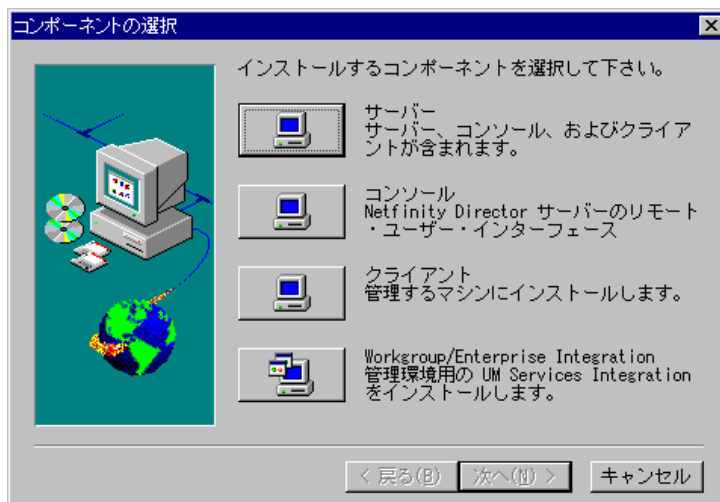 コンポーネントの選択
インストールするコンポーネントを選択して下さい。
サーバー
サーバー、コンソール、およびクライア
ントが含まれます。
コンソール
Netfinity Director サーバーのリモート
・ユーザー・インターフェース
クライアント
管理するマシンにインストールします。
Workgroup/Enterprise Integration
管理環境用の UM Services Integration
をインストールします。
< 戻る(B)
次へ(N) >
キャンセル